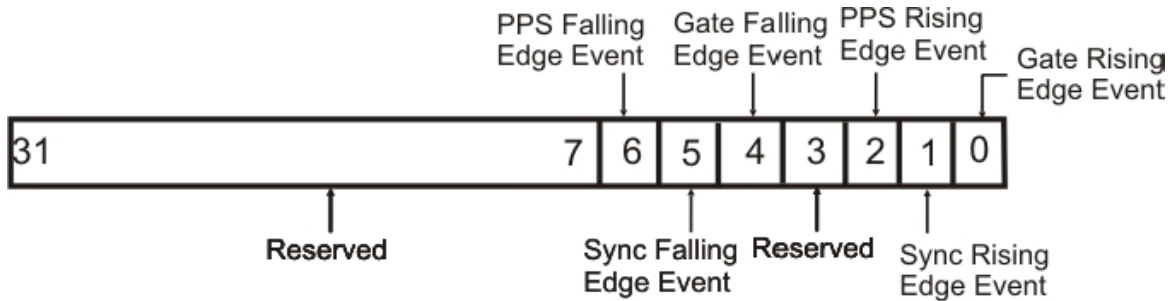 PPS Falling
Edge Event
Gate Falling
Edge Event
PPS Rising
Edge Event
Gate Rising
Edge Event
31 7 6 5 4 3 2 1 0
Reserved
Sync Falling
Edge Event
Reserved
Sync Rising
Edge Event